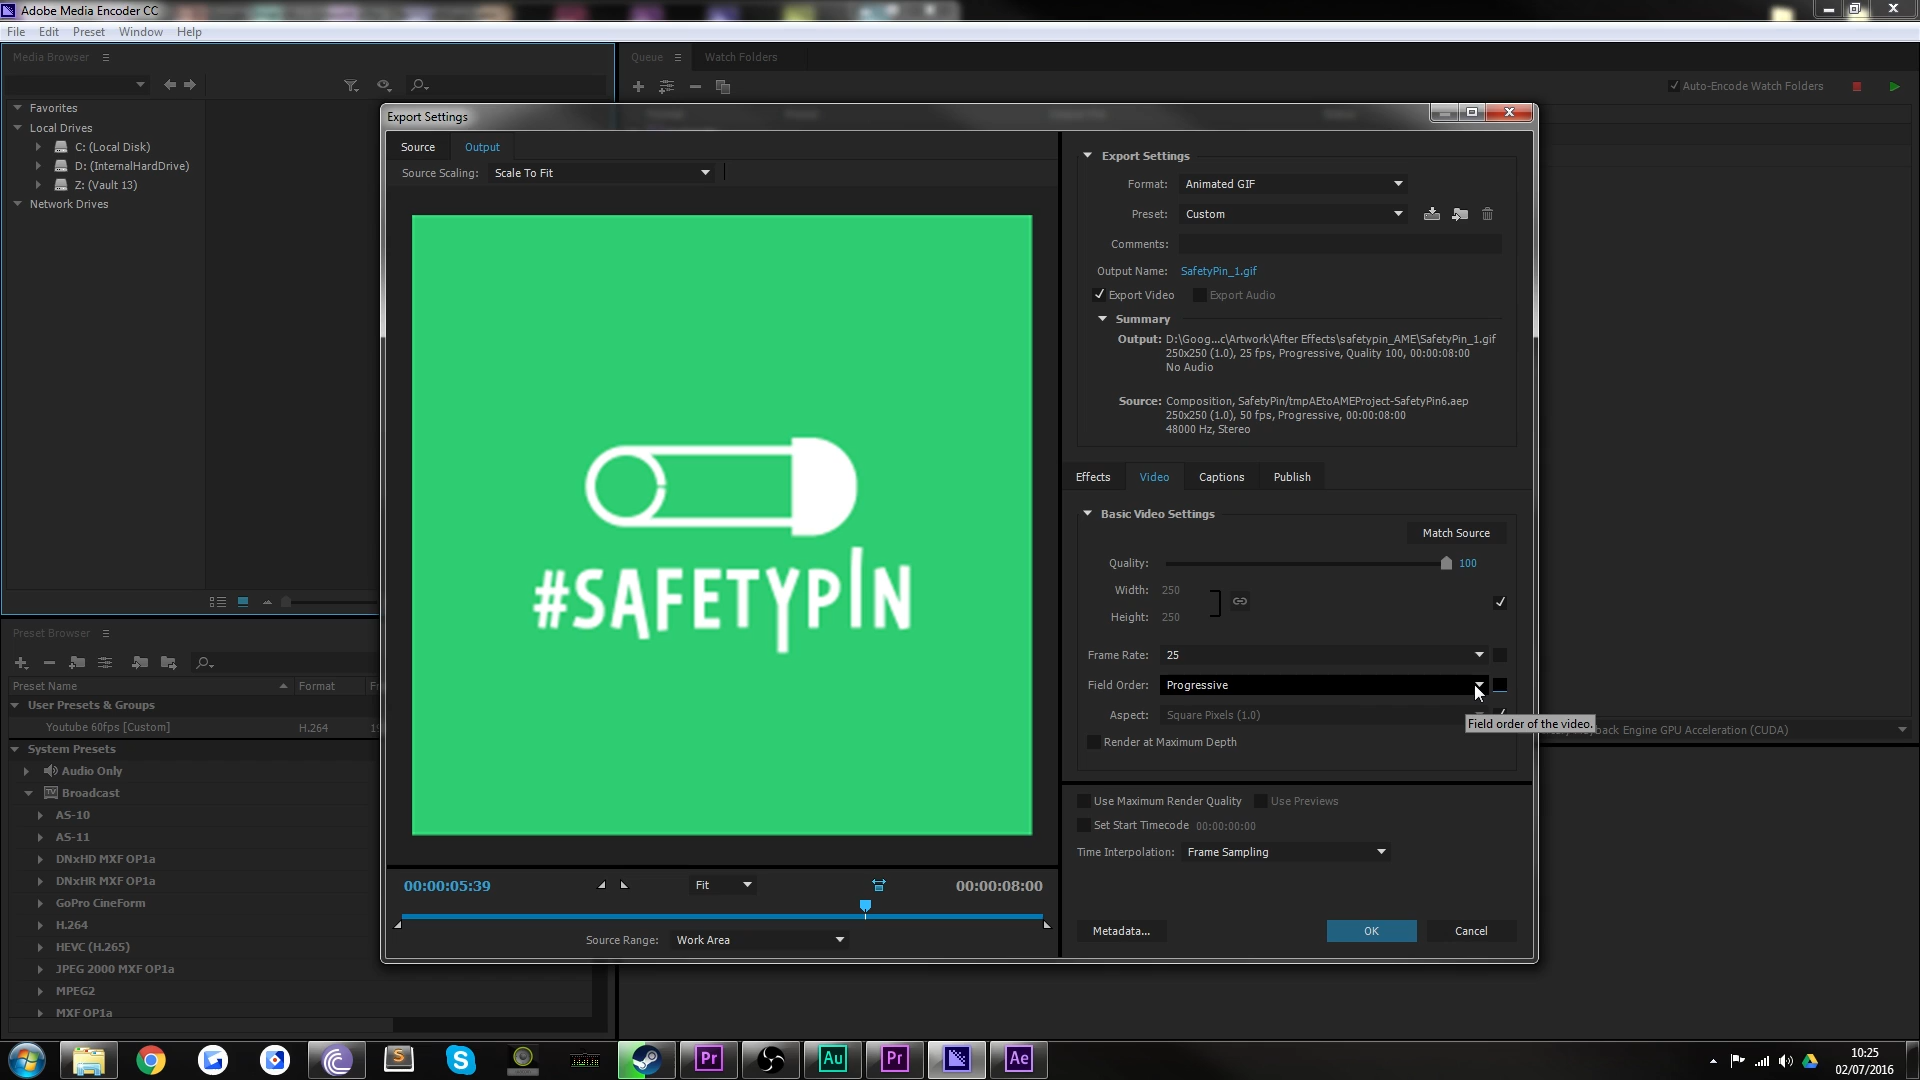 Adobe Media Encoder CC
File Edit Preset Window Help
Media Browser
Favorites
Local Drives
C: (Local Disk)
D: (InternalHardDrive)
Z: (Vault 13)
Network Drives
Queue Watch Folders
Auto-Encode Watch Folders
Export Settings
Source Output
Source Scaling: Scale To Fit
#SAFETYPIN
00:00:05:39 Fit 00:00:08:00
Source Range: Work Area
Export Settings
Format: Animated GIF
Preset: Custom
Comments:
Output Name: SafetyPin_1.gif
Export Video Export Audio
Summary
Output: D:\Goog...c\Artwork\After Effects\safetypin_AME\SafetyPin_1.gif
250x250 (1.0), 25 fps, Progressive, Quality 100, 00:00:08:00
No Audio
Source: Composition, SafetyPin/tmpAEtoAMEProject-SafetyPin6.aep
250x250 (1.0), 50 fps, Progressive, 00:00:08:00
48000 Hz, Stereo
Effects Video Captions Publish
Basic Video Settings
Match Source
Quality: 100
Width: 250
Height: 250
Frame Rate: 25
Field Order: Progressive
Aspect: Square Pixels (1.0)
Field order of the video.
Render at Maximum Depth
Use Maximum Render Quality Use Previews
Set Start Timecode 00:00:00:00
Time Interpolation: Frame Sampling
Metadata... OK Cancel
back Engine GPU Acceleration (CUDA)
Preset Browser
Preset Name Format
User Presets & Groups
Youtube 60fps [Custom] H.264
System Presets
Audio Only
Broadcast
AS-10
AS-11
DNxHD MXF OP1a
DNxHR MXF OP1a
GoPro CineForm
H.264
HEVC (H.265)
JPEG 2000 MXF OP1a
MPEG2
MXF OP1a
Pr Au Pr Ae
10:25
02/07/2016